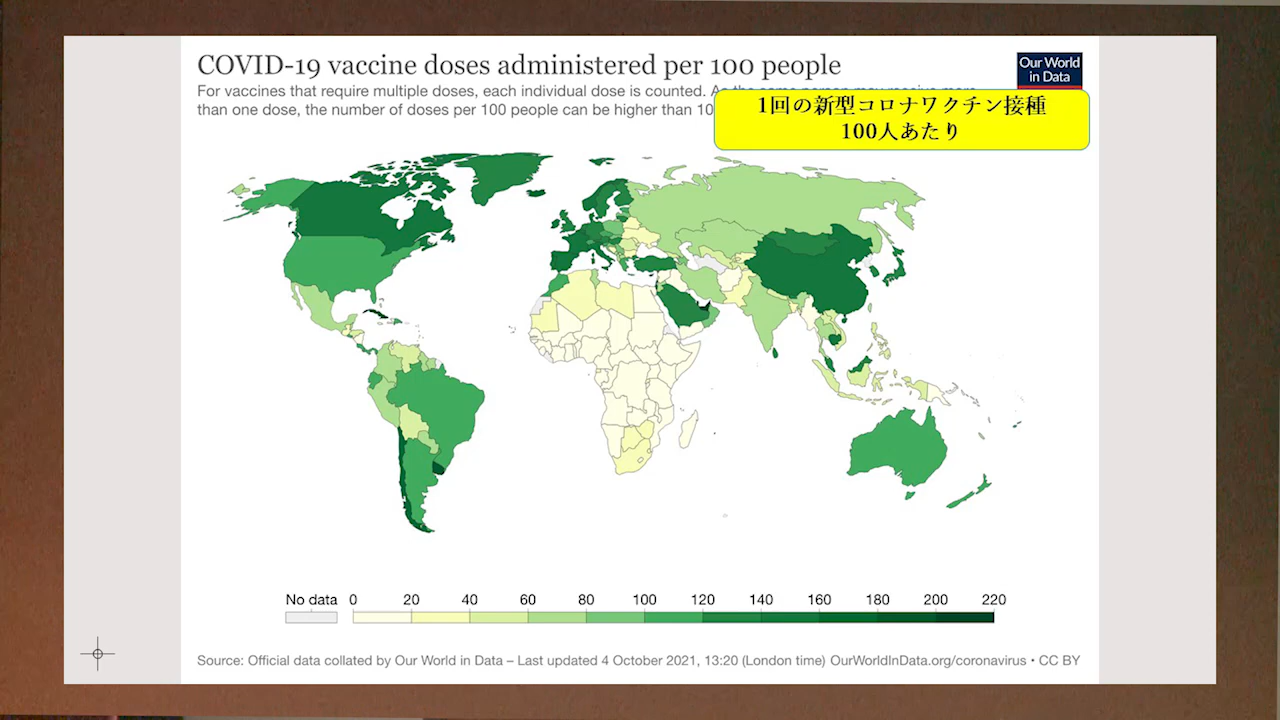 COVID-19 vaccine doses administered per 100 people
Our World
in Data
For vaccines that require multiple doses, each individual dose is counted.
than one dose, the number of doses per 100 people can be higher than
1回の新型コロナワクチン接種
100人あたり
No data 0 20 40 60 80 100 120 140 160 180 200 220
Source: Official data collated by Our World in Data – Last updated 4 October 2021, 13:20 (London time) OurWorldInData.org/coronavirus • CC BY